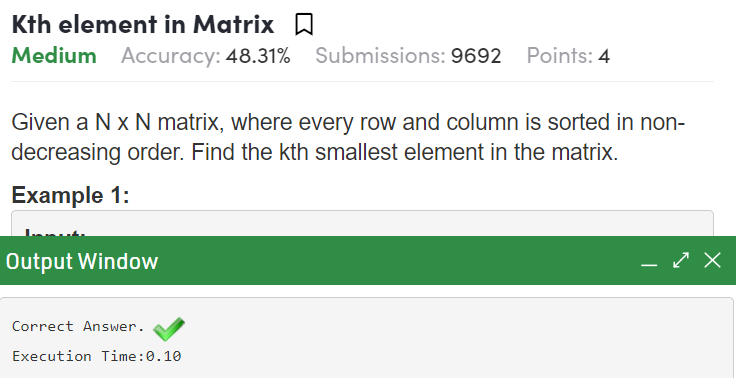 Kth element in Matrix
Medium Accuracy: 48.31% Submissions: 9692 Points: 4
Given a N x N matrix, where every row and column is sorted in non-
decreasing order. Find the kth smallest element in the matrix.
Example 1:
Input:
Output Window
Correct Answer.
Execution Time:0.10